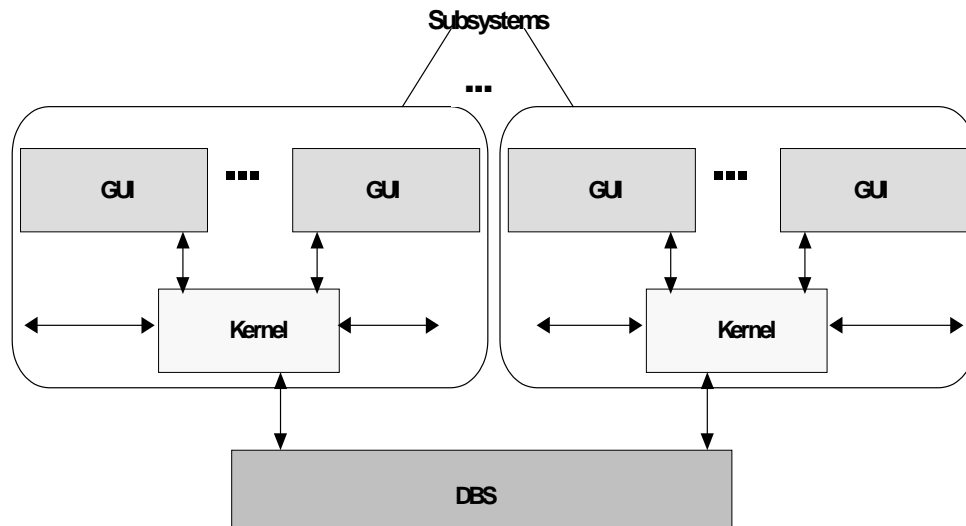 Subsystems
...
GUI ... GUI
GUI ... GUI
Kernel
Kernel
DBS